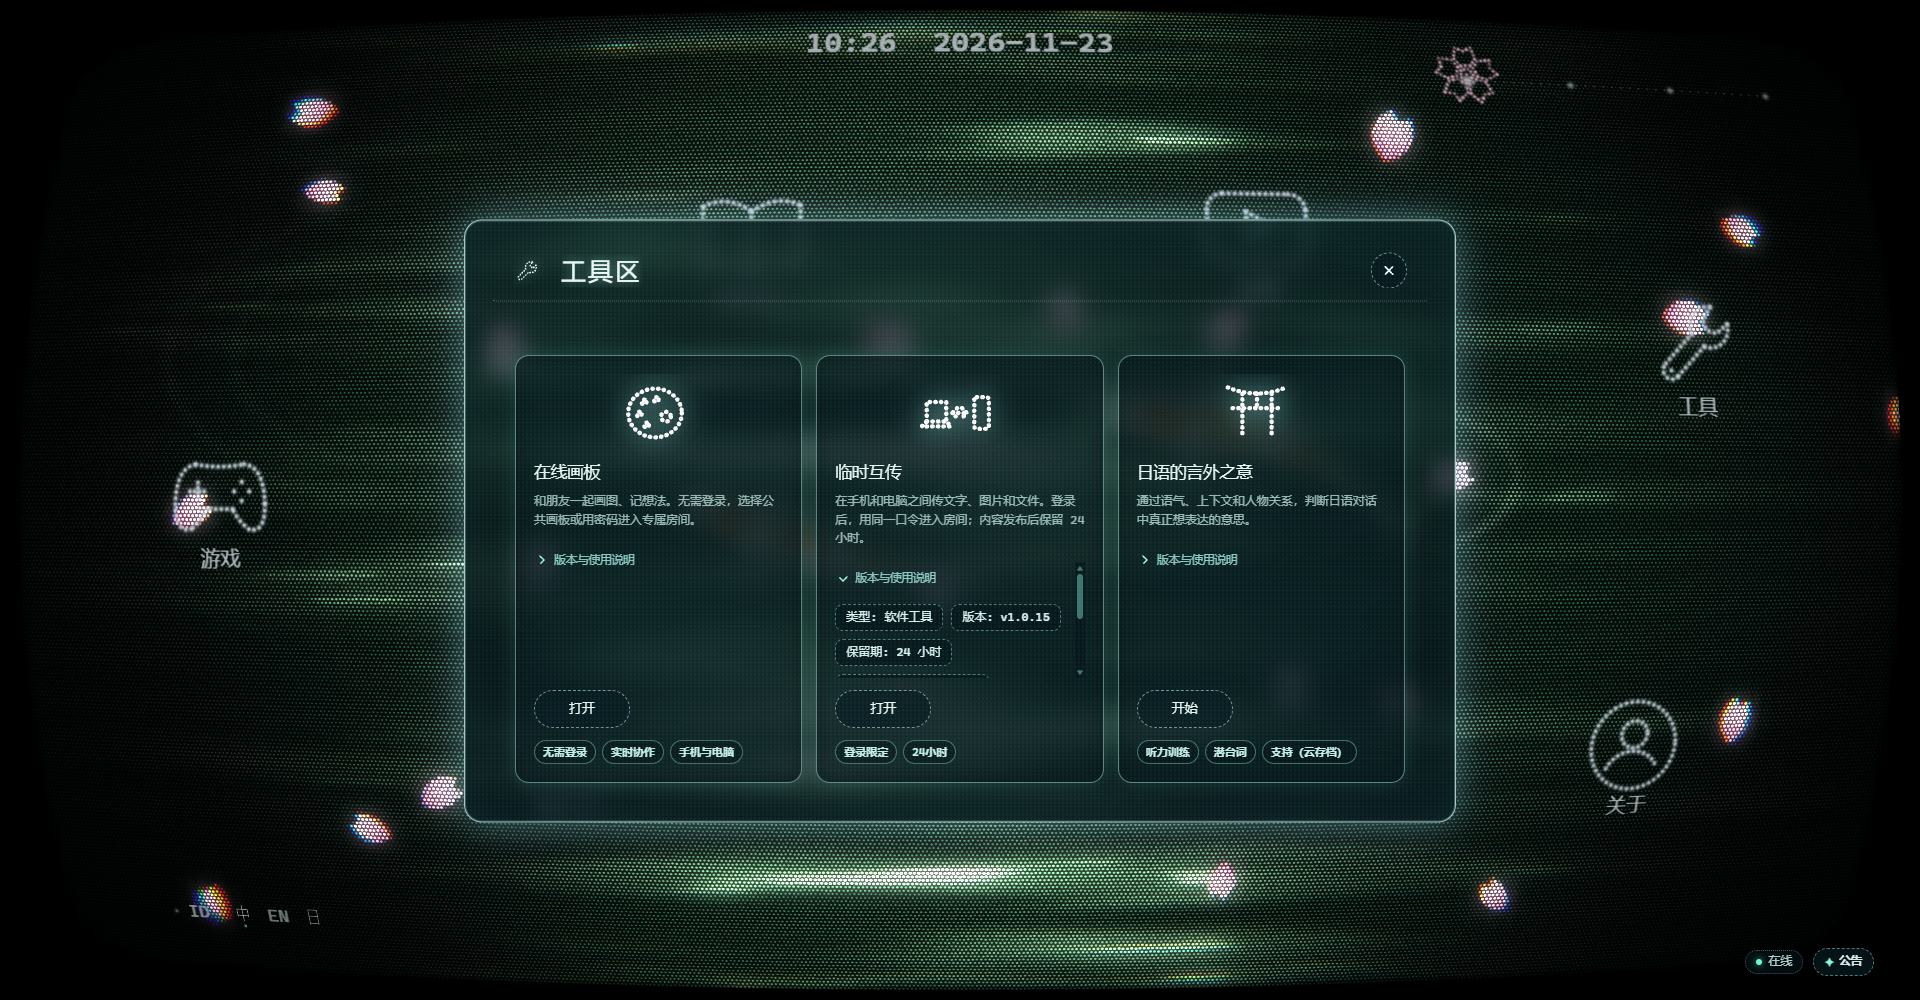 10:26 2026-11-23
工具区
在线画板
和朋友一起画图、记想法。无需登录，选择公
共画板或用密码进入专属房间。
版本与使用说明
打开
无需登录 实时协作 手机与电脑
临时互传
在手机和电脑之间传文字、图片和文件。登录
后，用同一口令进入房间；内容发布后保留 24
小时。
版本与使用说明
类型: 软件工具 版本: v1.0.15
保留期: 24 小时
打开
登录限定 24小时
日语的言外之意
通过语气、上下文和人物关系，判断日语对话
中真正想表达的意思。
版本与使用说明
开始
听力训练 潜台词 支持（云存档）
游戏
工具
关于
ID 中 EN 日
在线 公告